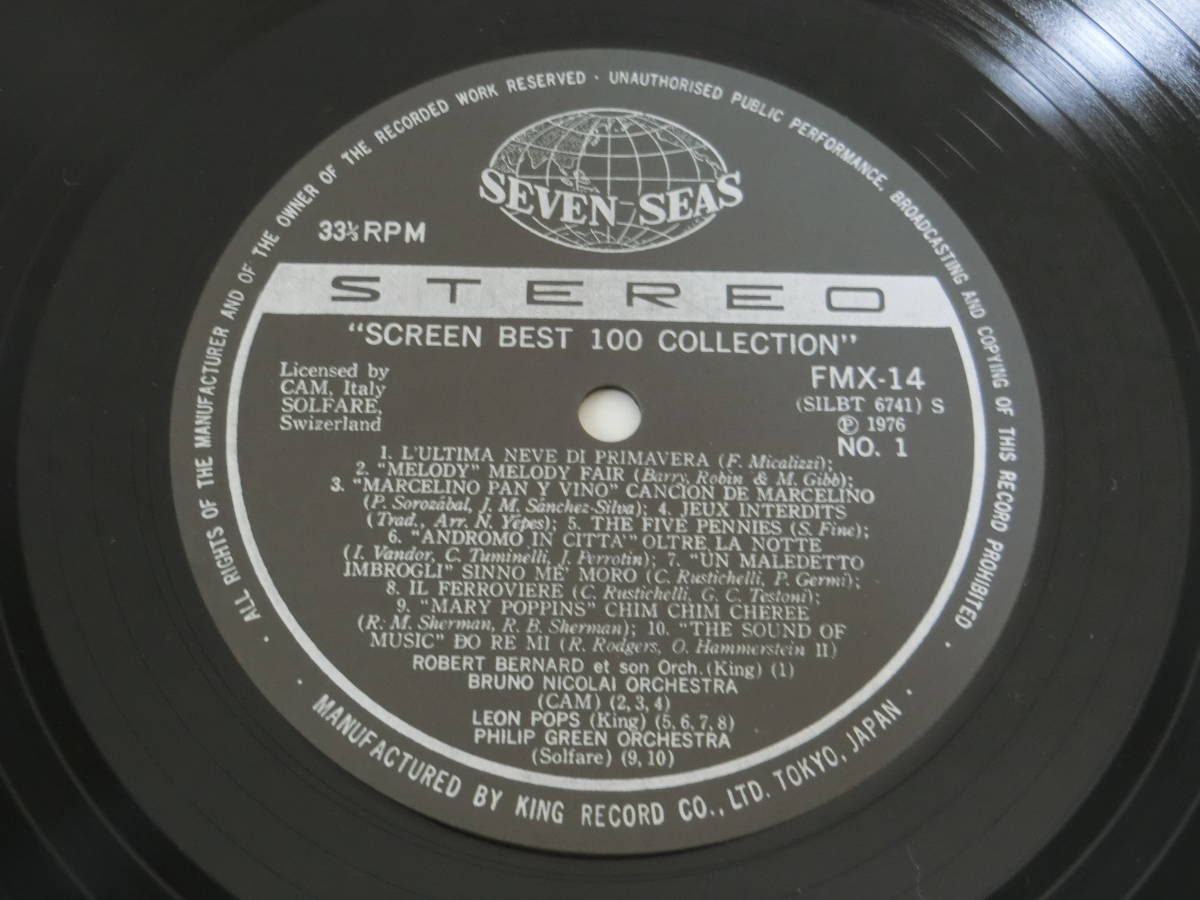 ALL RIGHTS OF THE MANUFACTURER AND OF THE OWNER OF THE RECORDED WORK RESERVED · UNAUTHORISED PUBLIC PERFORMANCE, BROADCASTING AND COPYING OF THIS RECORD PROHIBITED ·
SEVEN SEAS
33⅓ RPM
STEREO
"SCREEN BEST 100 COLLECTION"
Licensed by
CAM, Italy
SOLFARE,
Swizerland
FMX-14
(SILBT 6741) S
Ⓟ 1976
NO. 1
1. L'ULTIMA NEVE DI PRIMAVERA (F. Micalizzi);
2. "MELODY" MELODY FAIR (Barry, Robin & M. Gibb);
3. "MARCELINO PAN Y VINO" CANCION DE MARCELINO
(P. Sorozábal, J. M. Sánchez-Silva); 4. JEUX INTERDITS
(Trad., Arr. N. Yepes); 5. THE FIVE PENNIES (S. Fine);
6. "ANDROMO IN CITTA'" OLTRE LA NOTTE
(I. Vandor, C. Tuminelli, J. Perrotin); 7. "UN MALEDETTO
IMBROGLI" SINNO ME' MORO (C. Rustichelli, P. Germi);
8. IL FERROVIERE (C. Rustichelli, G. C. Testoni);
9. "MARY POPPINS" CHIM CHIM CHEREE
(R. M. Sherman, R. B. Sherman); 10. "THE SOUND OF
MUSIC" DO RE MI (R. Rodgers, O. Hammerstein II)
ROBERT BERNARD et son Orch. (King) (1)
BRUNO NICOLAI ORCHESTRA
(CAM) (2, 3, 4)
LEON POPS (King) (5, 6, 7, 8)
PHILIP GREEN ORCHESTRA
(Solfare) (9, 10)
MANUFACTURED BY KING RECORD CO., LTD. TOKYO, JAPAN ·